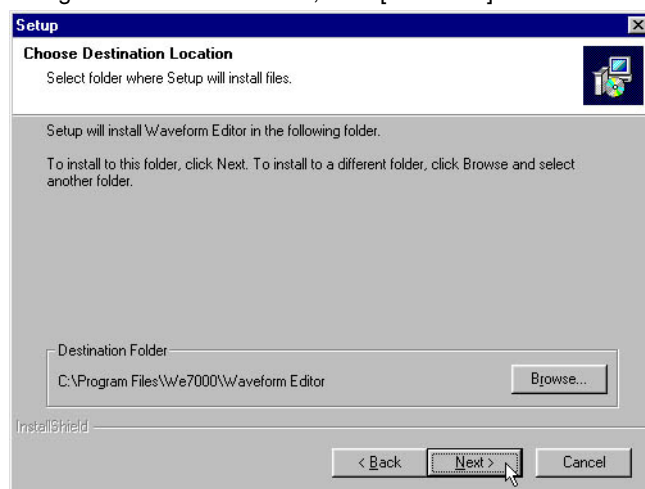 Setup
Choose Destination Location
Select folder where Setup will install files.
Setup will install Waveform Editor in the following folder.
To install to this folder, click Next. To install to a different folder, click Browse and select
another folder.
Destination Folder
C:\Program Files\We7000\Waveform Editor
Browse...
InstallShield
< Back
Next >
Cancel